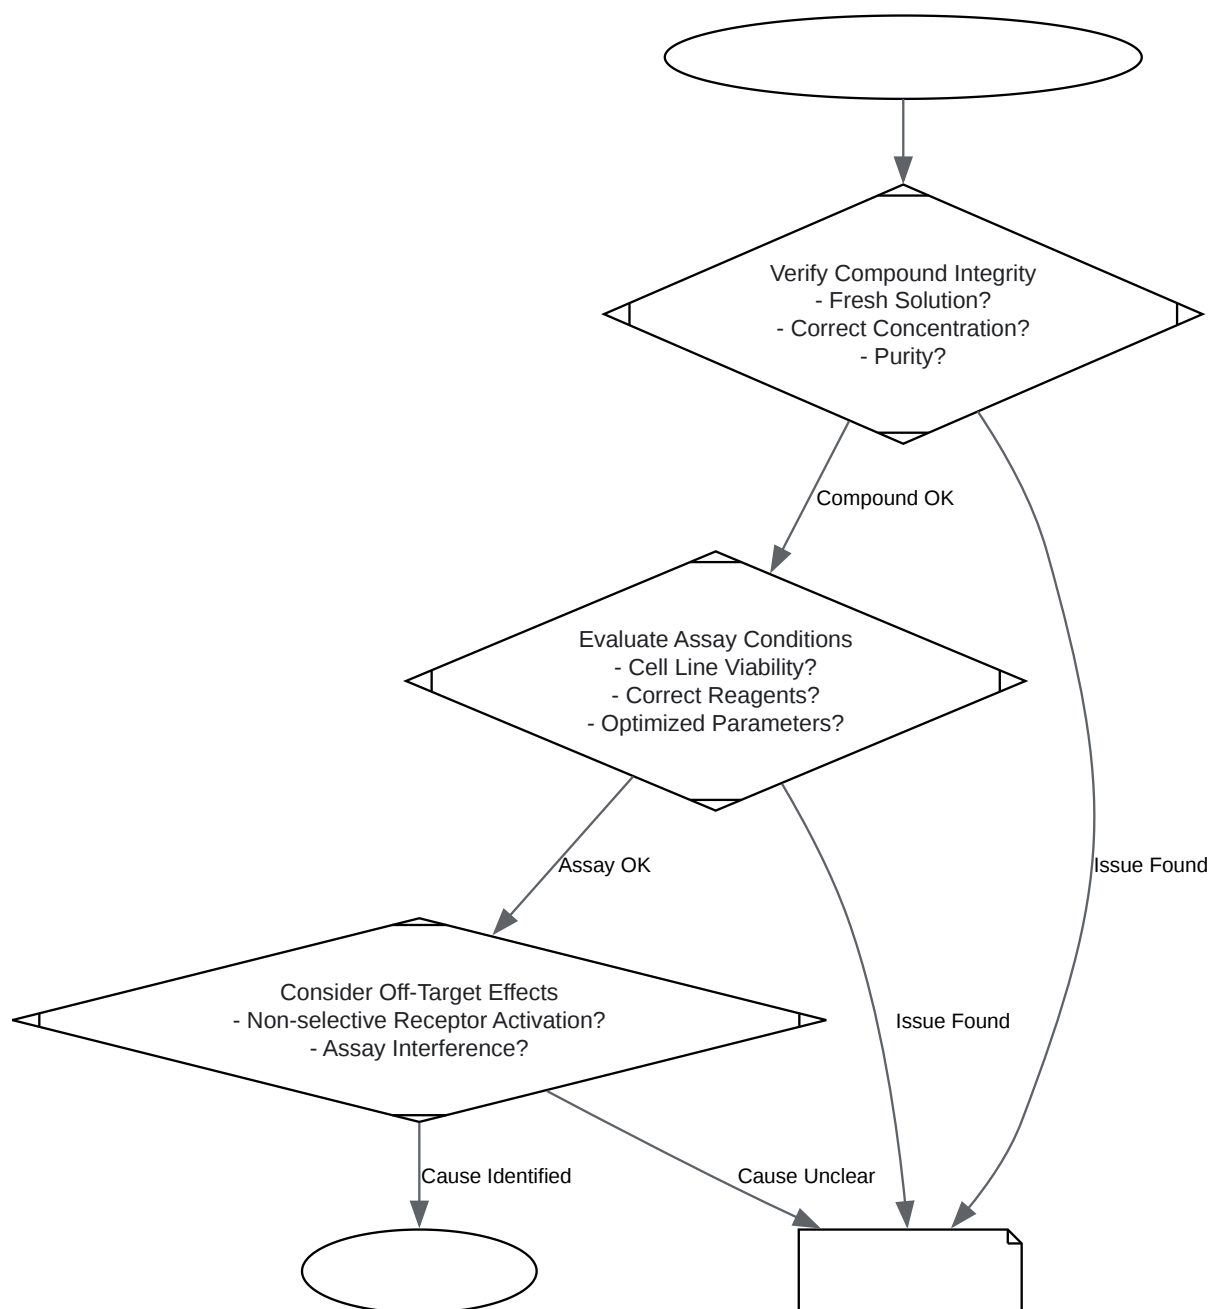 Verify Compound Integrity
- Fresh Solution?
- Correct Concentration?
- Purity?
Compound OK
Evaluate Assay Conditions
- Cell Line Viability?
- Correct Reagents?
- Optimized Parameters?
Assay OK
Issue Found
Consider Off-Target Effects
- Non-selective Receptor Activation?
- Assay Interference?
Issue Found
Cause Identified
Cause Unclear